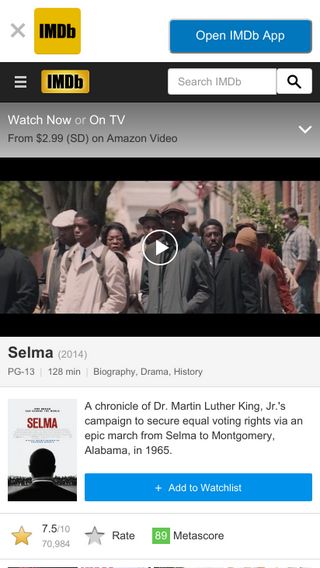 IMDb
Open IMDb App
IMDb
Search IMDb
Watch Now or On TV
From $2.99 (SD) on Amazon Video
Selma (2014)
PG-13 | 128 min | Biography, Drama, History
SELMA
A chronicle of Dr. Martin Luther King, Jr.'s
campaign to secure equal voting rights via an
epic march from Selma to Montgomery,
Alabama, in 1965.
+ Add to Watchlist
7.5/10
70,984
Rate
89 Metascore